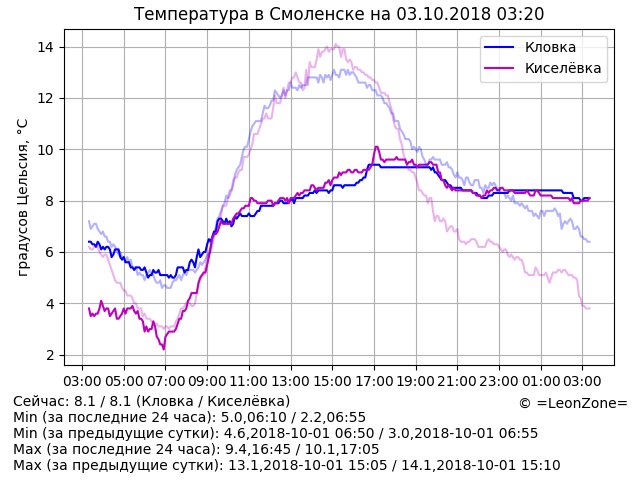 Температура в Смоленске на 03.10.2018 03:20
Кловка
Киселёвка
градусов Цельсия, °C
14
12
10
8
6
4
2
03:00 05:00 07:00 09:00 11:00 13:00 15:00 17:00 19:00 21:00 23:00 01:00 03:00
Сейчас: 8.1 / 8.1 (Кловка / Киселёвка)
© =LeonZone=
Min (за последние 24 часа): 5.0,06:10 / 2.2,06:55
Min (за предыдущие сутки): 4.6,2018-10-01 06:50 / 3.0,2018-10-01 06:55
Max (за последние 24 часа): 9.4,16:45 / 10.1,17:05
Max (за предыдущие сутки): 13.1,2018-10-01 15:05 / 14.1,2018-10-01 15:10